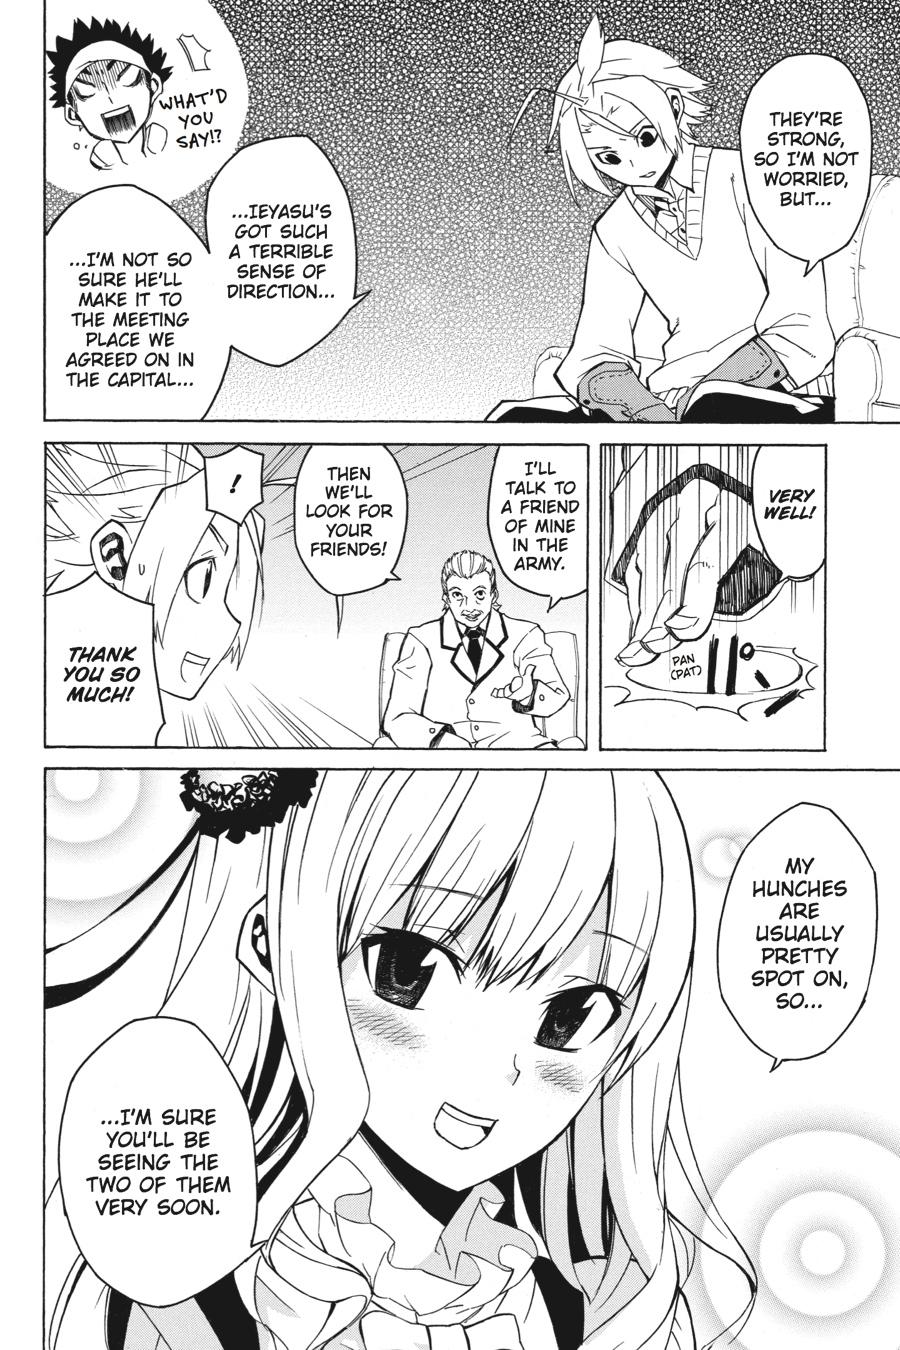 THEY'RE
STRONG,
SO I'M NOT
WORRIED,
BUT...
...IEYASU'S
GOT SUCH
A TERRIBLE
SENSE OF
DIRECTION...
WHAT'D
YOU
SAY!?
...I'M NOT SO
SURE HE'LL
MAKE IT TO
THE MEETING
PLACE WE
AGREED ON IN
THE CAPITAL...
VERY
WELL!
PAN
(PAT)
I'LL
TALK TO
A FRIEND
OF MINE
IN THE
ARMY.
THEN
WE'LL
LOOK FOR
YOUR
FRIENDS!
!
THANK
YOU SO
MUCH!
MY
HUNCHES
ARE
USUALLY
PRETTY
SPOT ON,
SO...
...I'M SURE
YOU'LL BE
SEEING THE
TWO OF THEM
VERY SOON.